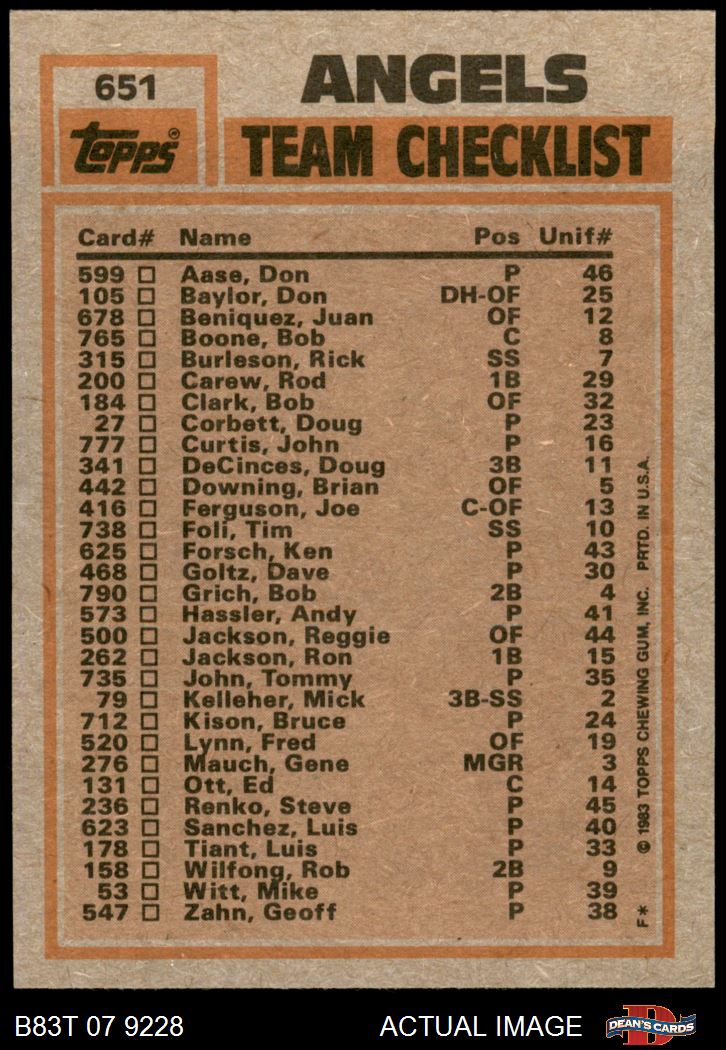 651
ANGELS
Topps®
TEAM CHECKLIST
Card# Name Pos Unif#
599 Aase, Don P 46
105 Baylor, Don DH-OF 25
678 Beniquez, Juan OF 12
765 Boone, Bob C 8
315 Burleson, Rick SS 7
200 Carew, Rod 1B 29
184 Clark, Bob OF 32
27 Corbett, Doug P 23
777 Curtis, John P 16
341 DeCinces, Doug 3B 11
442 Downing, Brian OF 5
416 Ferguson, Joe C-OF 13
738 Foli, Tim SS 10
625 Forsch, Ken P 43
468 Goltz, Dave P 30
790 Grich, Bob 2B 4
573 Hassler, Andy P 41
500 Jackson, Reggie OF 44
262 Jackson, Ron 1B 15
735 John, Tommy P 35
79 Kelleher, Mick 3B-SS 2
712 Kison, Bruce P 24
520 Lynn, Fred OF 19
276 Mauch, Gene MGR 3
131 Ott, Ed C 14
236 Renko, Steve P 45
623 Sanchez, Luis P 40
178 Tiant, Luis P 33
158 Wilfong, Rob 2B 9
53 Witt, Mike P 39
547 Zahn, Geoff P 38
F* © 1983 TOPPS CHEWING GUM, INC. PRTD. IN U.S.A.
B83T 07 9228 ACTUAL IMAGE D DEAN'S CARDS